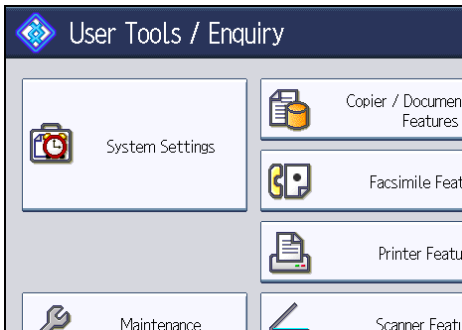 User Tools / Enquiry
System Settings
Copier / Documen
Features
Facsimile Feat
Printer Featu
Maintenance
Scanner Featu